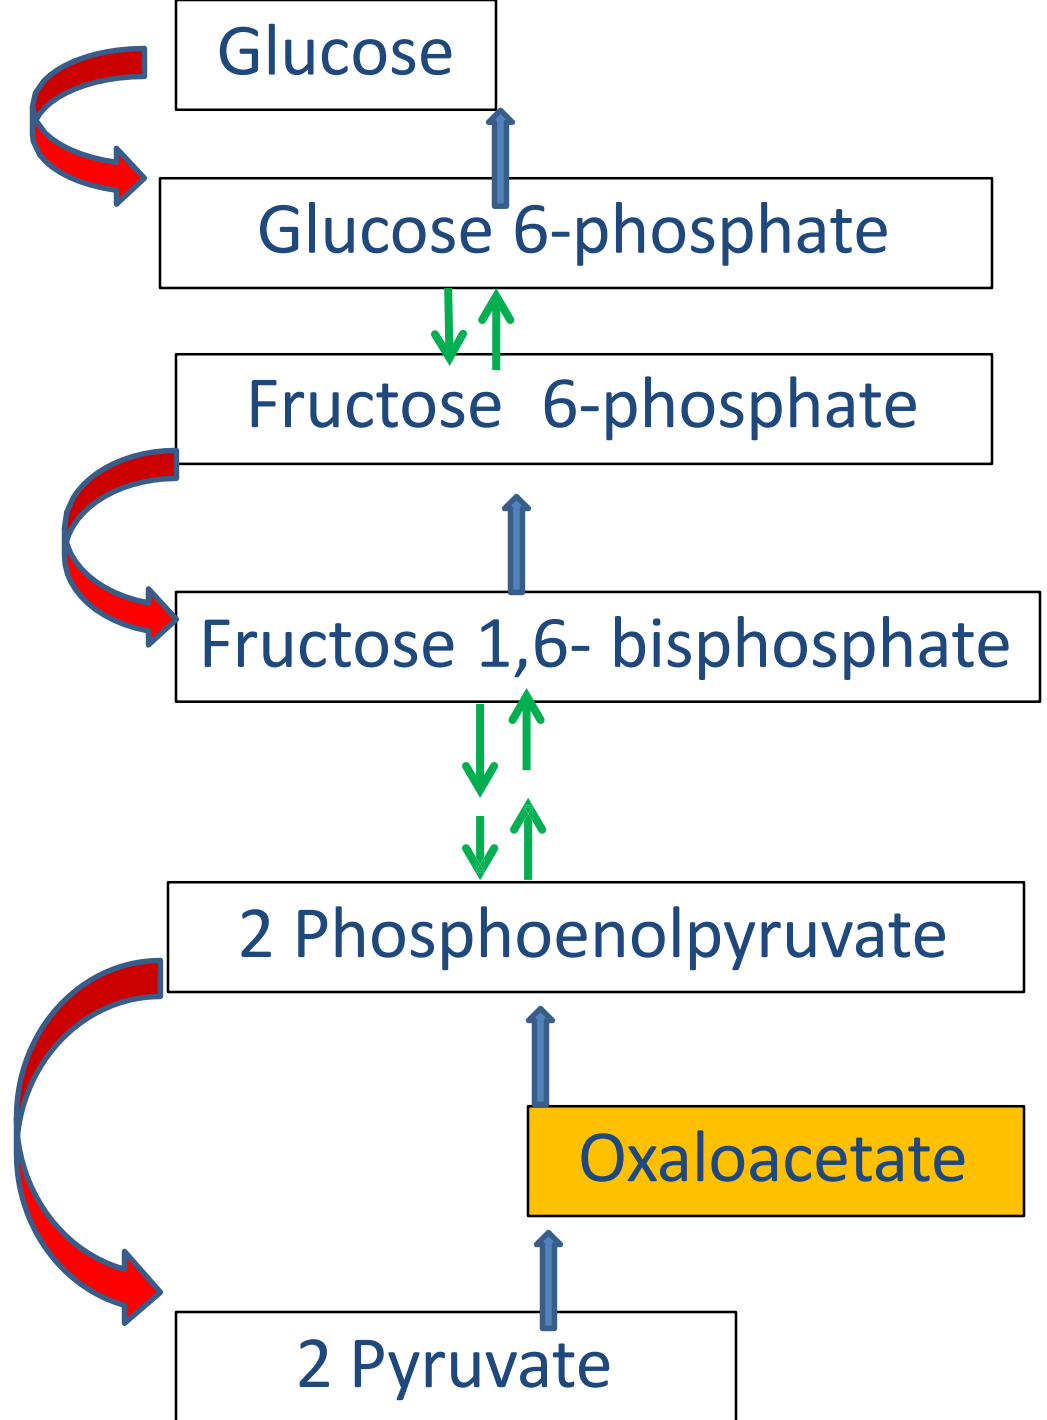 Glucose
Glucose 6-phosphate
Fructose 6-phosphate
Fructose 1,6- bisphosphate
2 Phosphoenolpyruvate
Oxaloacetate
2 Pyruvate